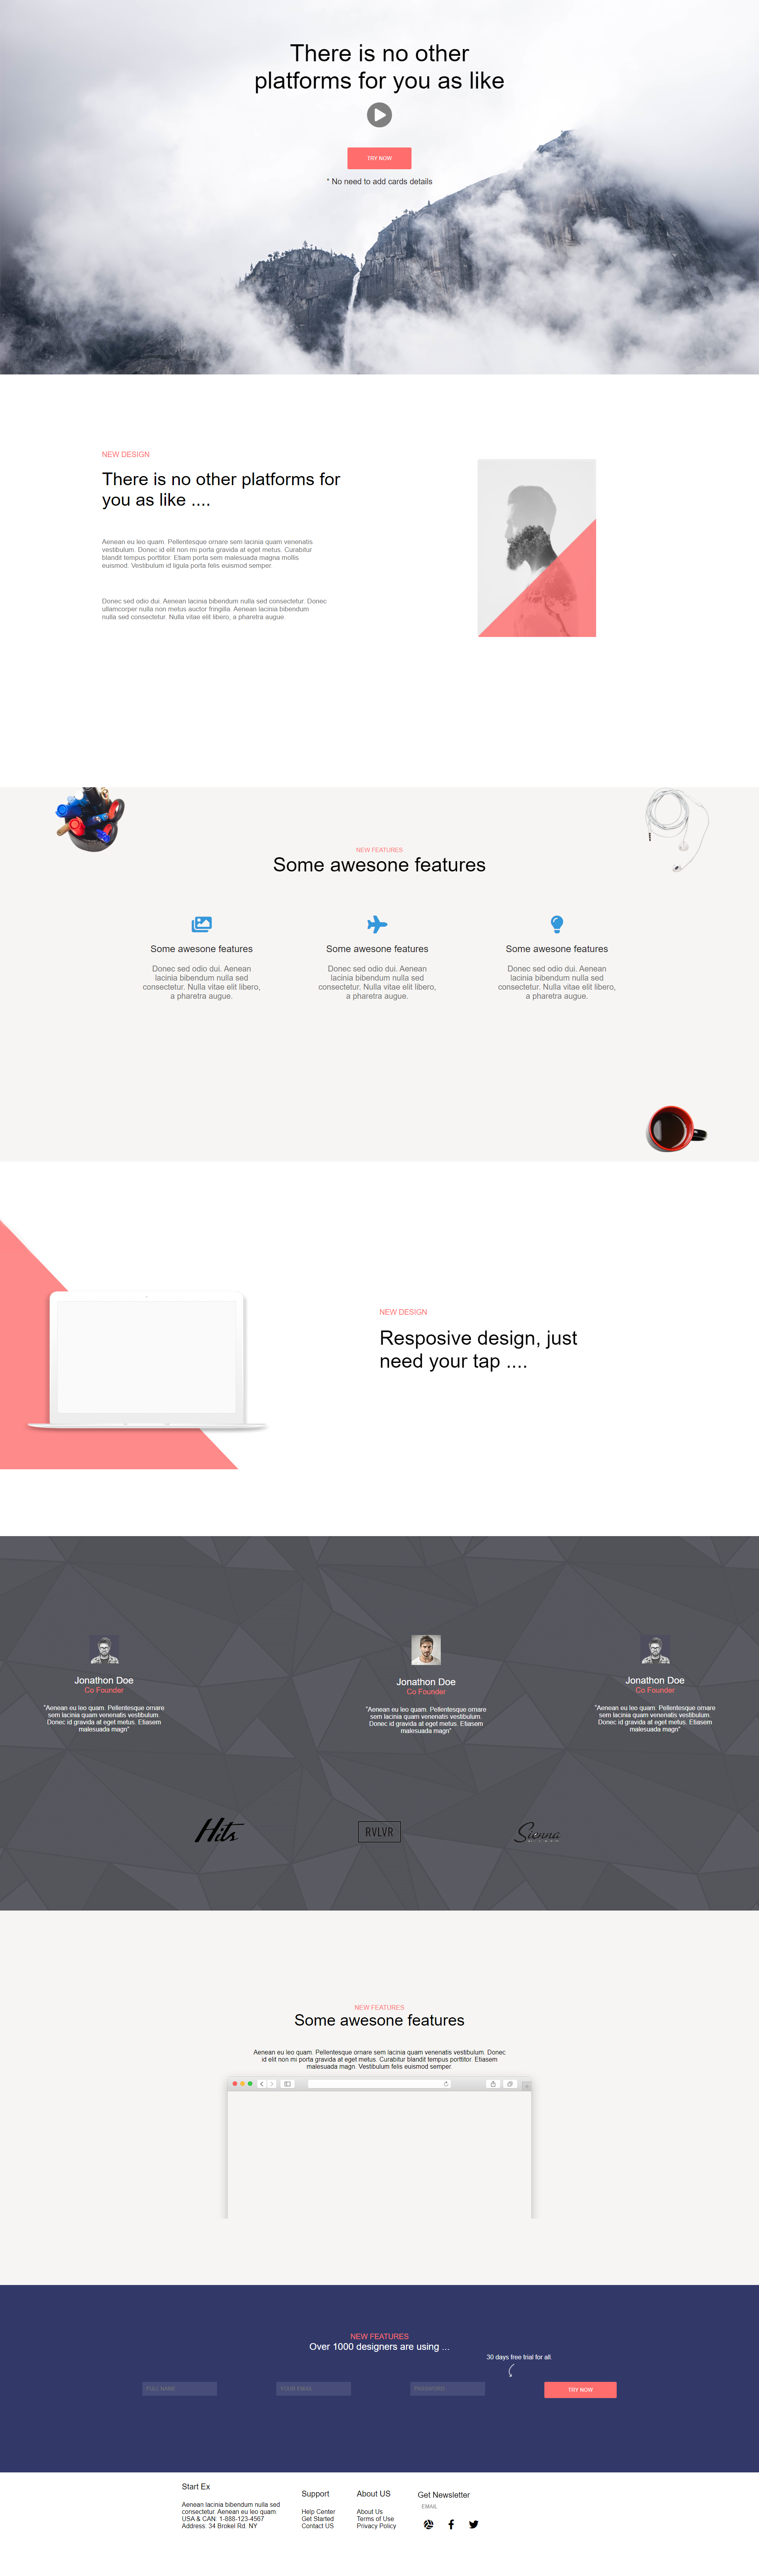 There is no other
platforms for you as like
TRY NOW
* No need to add cards details
NEW DESIGN
There is no other platforms for
you as like ....
Aenean eu leo quam. Pellentesque ornare sem lacinia quam venenatis
vestibulum. Donec id elit non mi porta gravida at eget metus. Curabitur
blandit tempus porttitor. Etiam porta sem malesuada magna mollis
euismod. Vestibulum id ligula porta felis euismod semper.
Donec sed odio dui. Aenean lacinia bibendum nulla sed consectetur. Donec
ullamcorper nulla non metus auctor fringilla. Aenean lacinia bibendum
nulla sed consectetur. Nulla vitae elit libero, a pharetra augue.
NEW FEATURES
Some awesone features
Some awesone features
Donec sed odio dui. Aenean
lacinia bibendum nulla sed
consectetur. Nulla vitae elit libero,
a pharetra augue.
Some awesone features
Donec sed odio dui. Aenean
lacinia bibendum nulla sed
consectetur. Nulla vitae elit libero,
a pharetra augue.
Some awesone features
Donec sed odio dui. Aenean
lacinia bibendum nulla sed
consectetur. Nulla vitae elit libero,
a pharetra augue.
NEW DESIGN
Resposive design, just
need your tap ....
Jonathon Doe
Co Founder
"Aenean eu leo quam. Pellentesque ornare
sem lacinia quam venenatis vestibulum.
Donec id gravida at eget metus. Etiasem
malesuada magn"
Jonathon Doe
Co Founder
"Aenean eu leo quam. Pellentesque ornare
sem lacinia quam venenatis vestibulum.
Donec id gravida at eget metus. Etiasem
malesuada magn"
Jonathon Doe
Co Founder
"Aenean eu leo quam. Pellentesque ornare
sem lacinia quam venenatis vestibulum.
Donec id gravida at eget metus. Etiasem
malesuada magn"
Hits
RVLVR
Sienna
NEW FEATURES
Some awesone features
Aenean eu leo quam. Pellentesque ornare sem lacinia quam venenatis vestibulum. Donec
id elit non mi porta gravida at eget metus. Curabitur blandit tempus porttitor. Etiasem
malesuada magn. Vestibulum felis euismod semper.
NEW FEATURES
Over 1000 designers are using ...
30 days free trial for all.
FULL NAME
YOUR EMAIL
PASSWORD
TRY NOW
Start Ex
Aenean lacinia bibendum nulla sed
consectetur. Aenean eu leo quam.
USA & CAN: 1-888-123-4567
Address: 34 Brokel Rd. NY
Support
Help Center
Get Started
Contact US
About US
About Us
Terms of Use
Privacy Policy
Get Newsletter
EMAIL